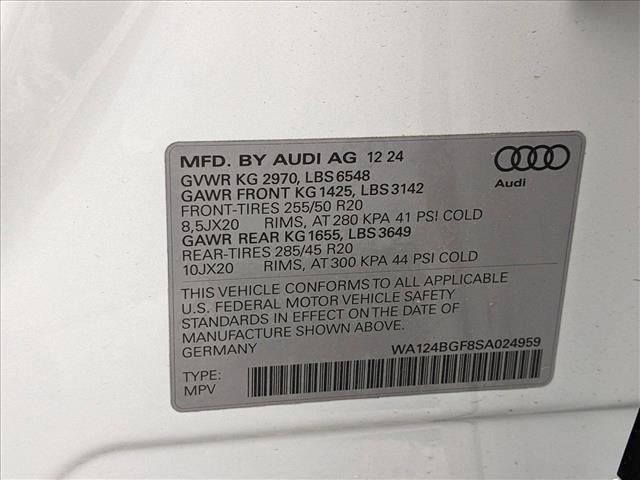 MFD. BY AUDI AG 12 24
GVWR KG 2970, LBS 6548
GAWR FRONT KG 1425, LBS 3142
FRONT-TIRES 255/50 R20
8,5JX20 RIMS, AT 280 KPA 41 PSI COLD
GAWR REAR KG 1655, LBS 3649
REAR-TIRES 285/45 R20
10JX20 RIMS, AT 300 KPA 44 PSI COLD
Audi
THIS VEHICLE CONFORMS TO ALL APPLICABLE
U.S. FEDERAL MOTOR VEHICLE SAFETY
STANDARDS IN EFFECT ON THE DATE OF
MANUFACTURE SHOWN ABOVE.
GERMANY WA124BGF8SA024959
TYPE:
MPV